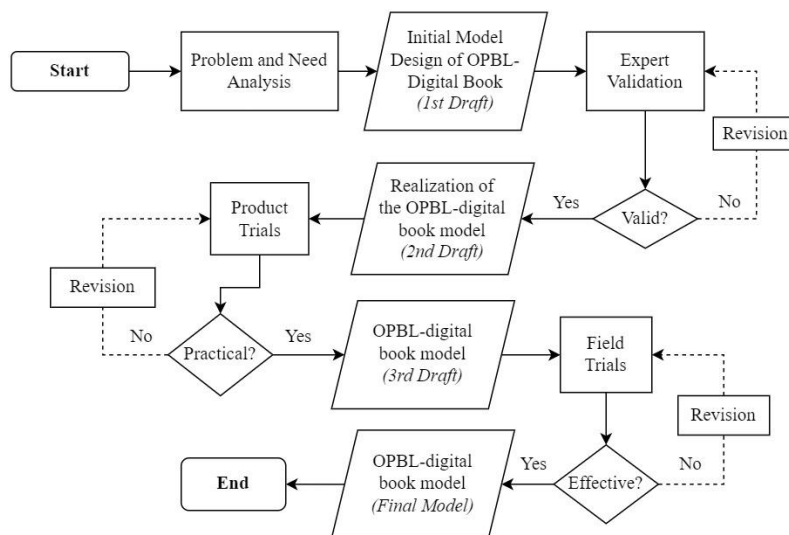 Start
Problem and Need
Analysis
Initial Model
Design of OPBL-
Digital Book
(1st Draft)
Expert
Validation
Revision
Valid?
No
Yes
Realization of
the OPBL-digital
book model
(2nd Draft)
Product
Trials
Revision
No
Practical?
Yes
OPBL-digital
book model
(3rd Draft)
Field
Trials
Revision
Effective?
No
Yes
OPBL-digital
book model
(Final Model)
End